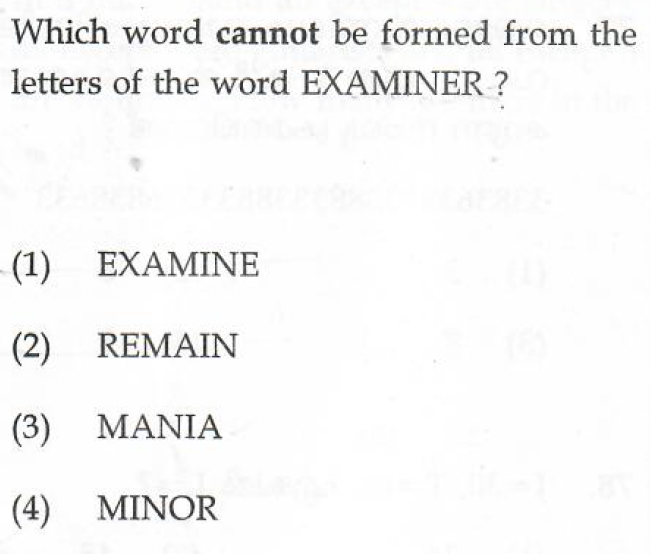 Which word cannot be formed from the
letters of the word EXAMINER ?
(1) EXAMINE
(2) REMAIN
(3) MANIA
(4) MINOR